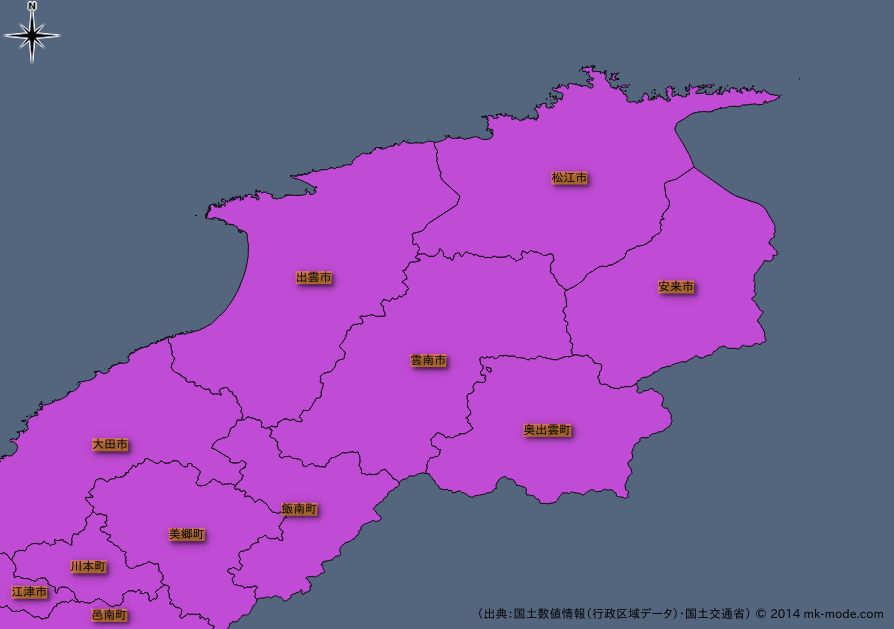 N
松江市
出雲市
安来市
雲南市
奥出雲町
大田市
飯南町
美郷町
川本町
江津市
邑南町
（出典：国土数値情報（行政区域データ）・国土交通省） © 2014 mk-mode.com